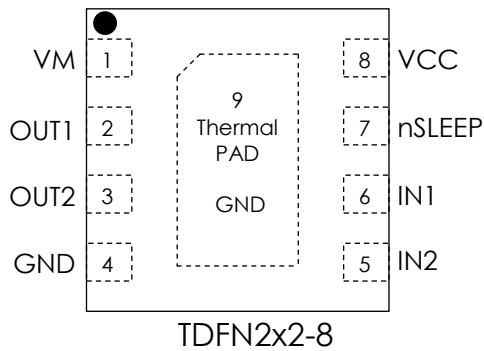 VM 1 8 VCC
9
OUT1 2 Thermal 7 nSLEEP
PAD
OUT2 3 GND 6 IN1
GND 4 5 IN2
TDFN2x2-8